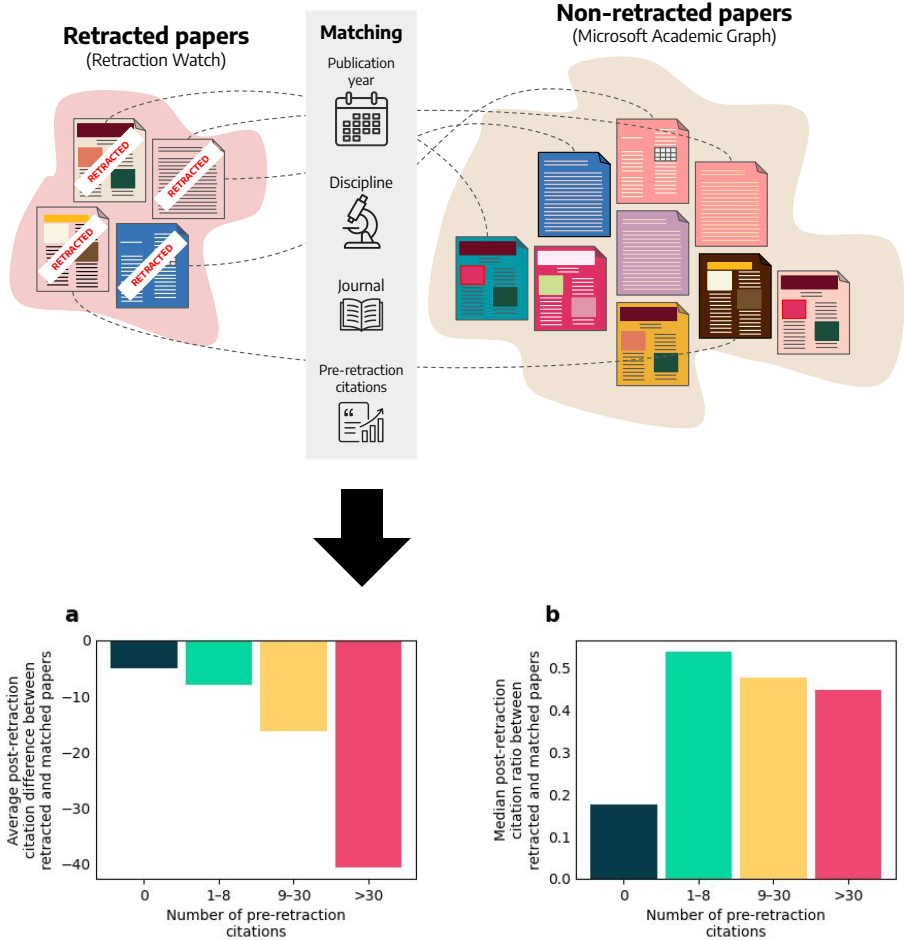 Retracted papers
(Retraction Watch)
Matching
Non-retracted papers
(Microsoft Academic Graph)
Publication
year
Discipline
Journal
Pre-retraction
citations
RETRACTED
RETRACTED
RETRACTED
RETRACTED
a
Average post-retraction
citation difference between
retracted and matched papers
0
−10
−20
−30
−40
0
1–8
9–30
>30
Number of pre-retraction
citations
b
Median post-retraction
citation ratio between
retracted and matched papers
0.5
0.4
0.3
0.2
0.1
0.0
0
1–8
9–30
>30
Number of pre-retraction
citations